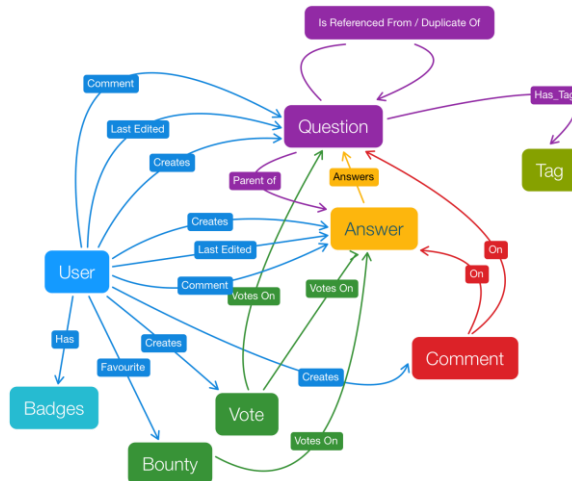 Is Referenced From / Duplicate Of
Comment
Has_Tag
Question
Last Edited
Creates
Tag
Parent of
Answers
Creates
Answer
Last Edited
On
User
Comment
On
Votes On
Votes On
Has
Creates
Comment
Favourite
Creates
Badges
Vote
Votes On
Bounty